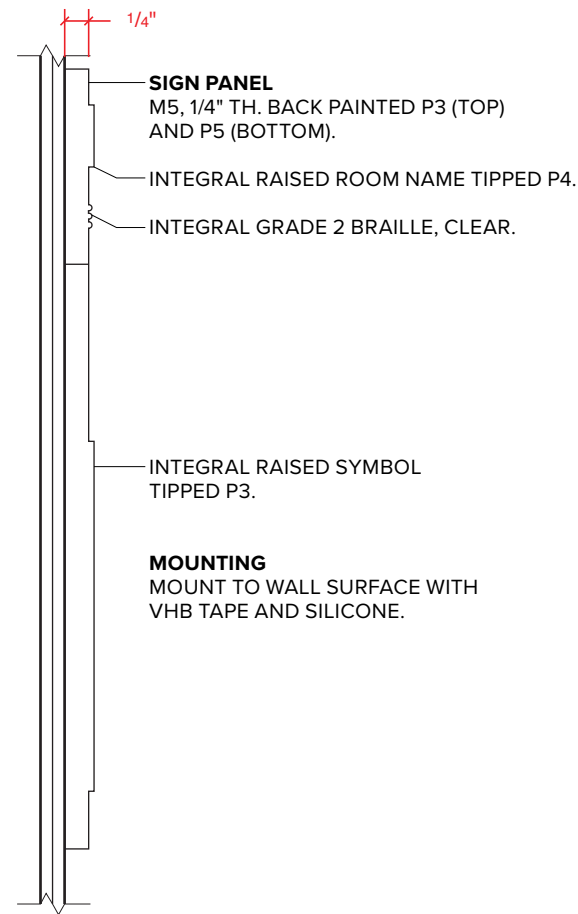 1/4"
SIGN PANEL
M5, 1/4" TH. BACK PAINTED P3 (TOP)
AND P5 (BOTTOM).
INTEGRAL RAISED ROOM NAME TIPPED P4.
INTEGRAL GRADE 2 BRAILLE, CLEAR.
INTEGRAL RAISED SYMBOL
TIPPED P3.
MOUNTING
MOUNT TO WALL SURFACE WITH
VHB TAPE AND SILICONE.